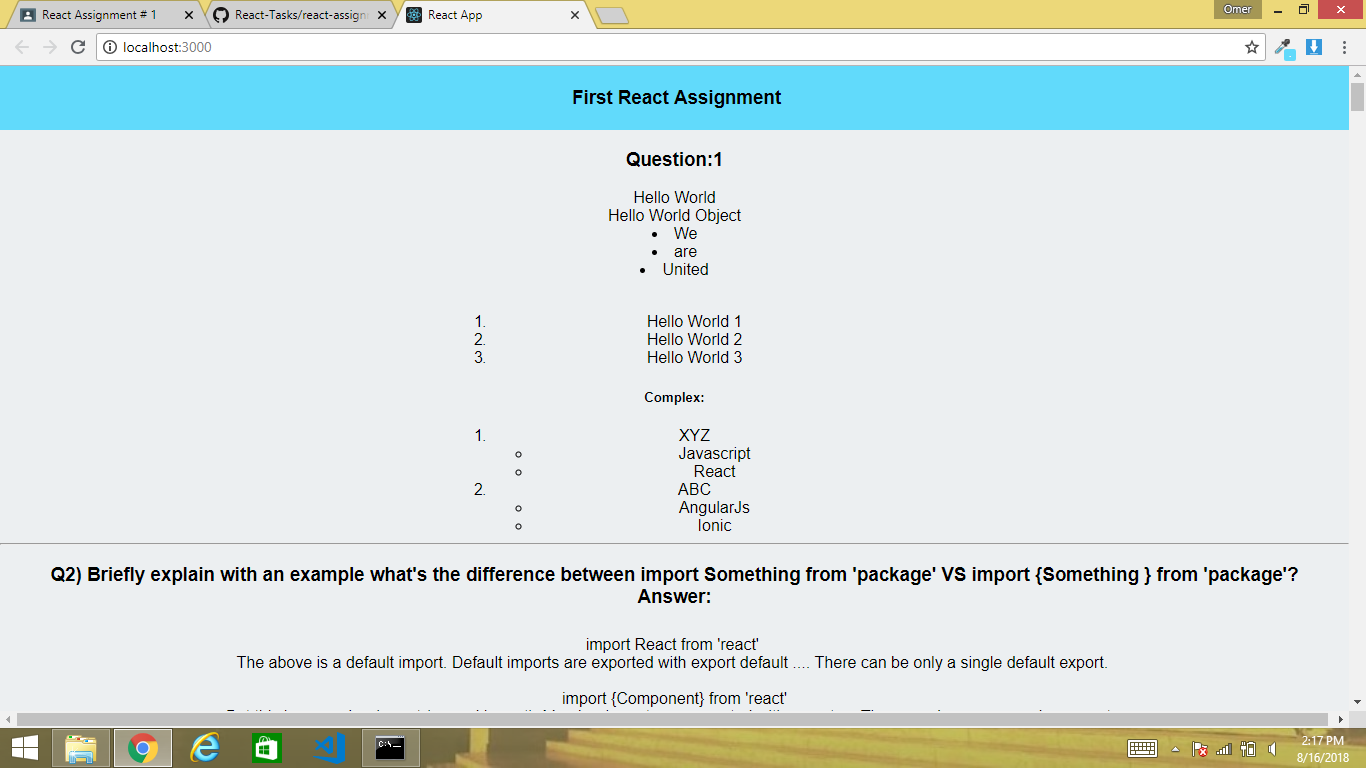 React Assignment # 1
React-Tasks/react-assign
React App
Omer
localhost:3000
First React Assignment
Question:1
Hello World
Hello World Object
We
are
United
1. Hello World 1
2. Hello World 2
3. Hello World 3
Complex:
1. XYZ
Javascript
React
2. ABC
AngularJs
Ionic
Q2) Briefly explain with an example what's the difference between import Something from 'package' VS import {Something } from 'package'?
Answer:
import React from 'react'
The above is a default import. Default imports are exported with export default .... There can be only a single default export.
import {Component} from 'react'
C:\_
2:17 PM
8/16/2018